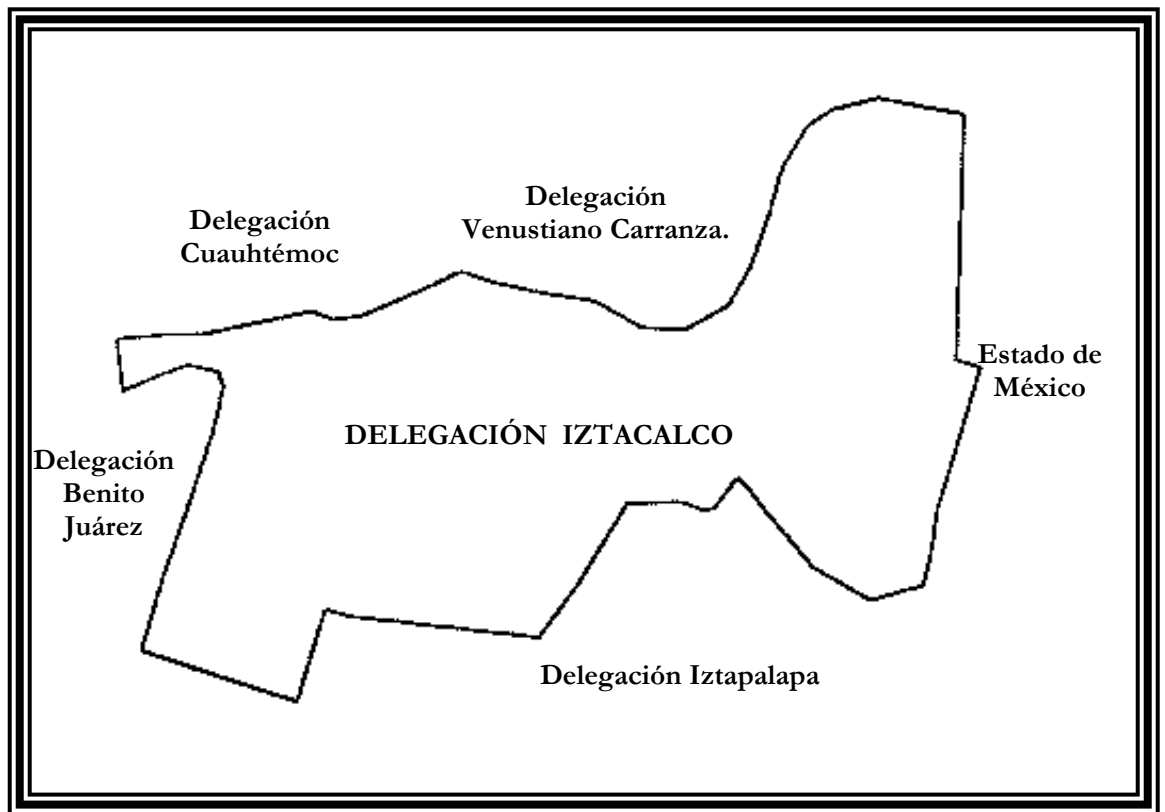 Delegación
Cuauhtémoc
Delegación
Venustiano Carranza.
Estado de
México
DELEGACIÓN IZTACALCO
Delegación
Benito
Juárez
Delegación Iztapalapa